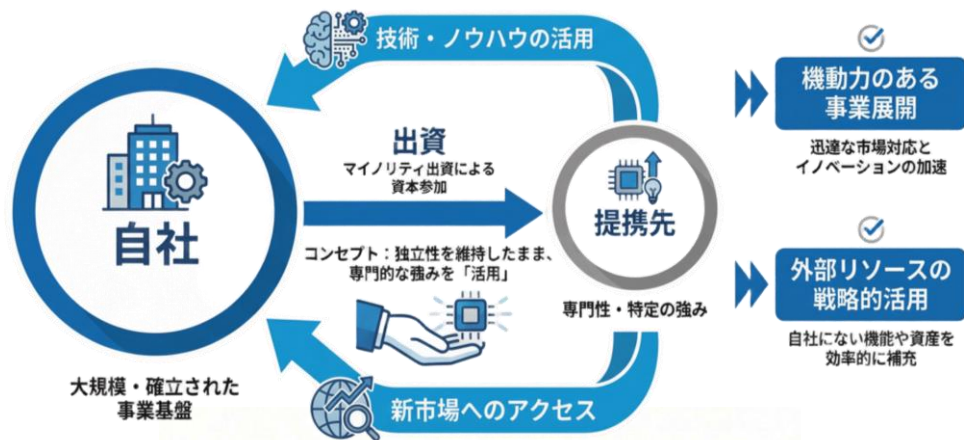 技術・ノウハウの活用
自社
大規模・確立された
事業基盤
出資
マイノリティ出資による
資本参加
コンセプト：独立性を維持したまま、
専門的な強みを「活用」
提携先
専門性・特定の強み
新市場へのアクセス
機動力のある
事業展開
迅達な市場対応と
イノベーションの加速
外部リソースの
戦略的活用
自社にない機能や資産を
効率的に補充